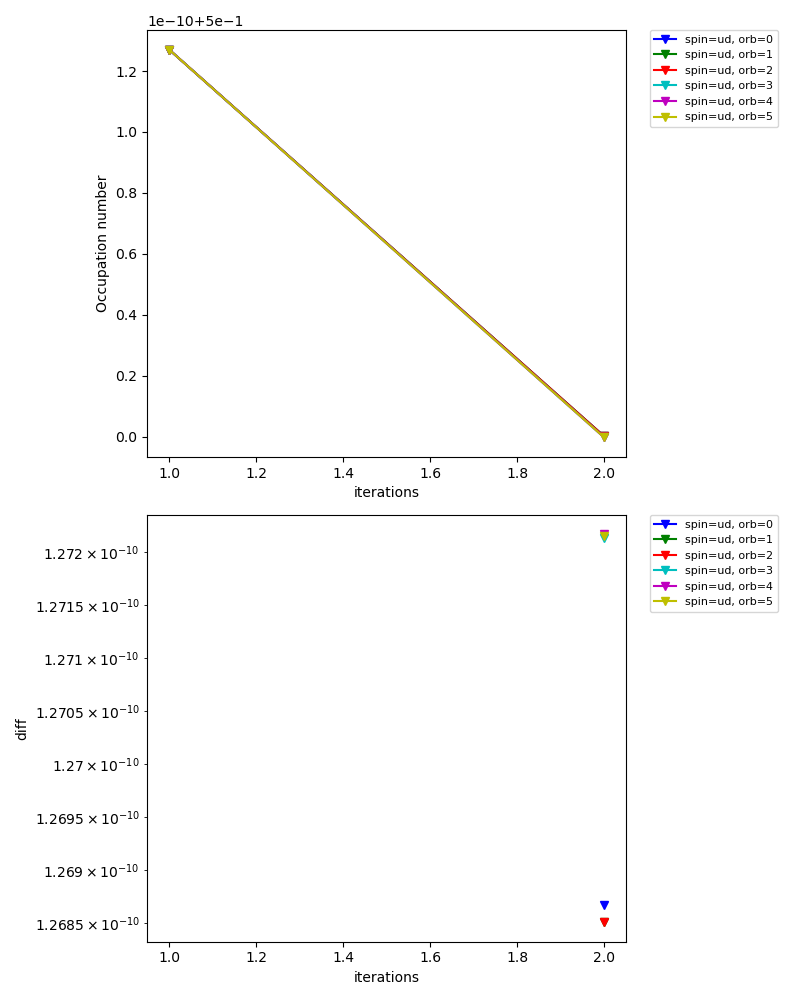 1e−10+5e−1
1.2
1.0
0.8
0.6
0.4
0.2
0.0
Occupation number
1.0 1.2 1.4 1.6 1.8 2.0
iterations
spin=ud, orb=0
spin=ud, orb=1
spin=ud, orb=2
spin=ud, orb=3
spin=ud, orb=4
spin=ud, orb=5
1.272 × 10⁻¹⁰
1.2715 × 10⁻¹⁰
1.271 × 10⁻¹⁰
1.2705 × 10⁻¹⁰
1.27 × 10⁻¹⁰
1.2695 × 10⁻¹⁰
1.269 × 10⁻¹⁰
1.2685 × 10⁻¹⁰
diff
1.0 1.2 1.4 1.6 1.8 2.0
iterations
spin=ud, orb=0
spin=ud, orb=1
spin=ud, orb=2
spin=ud, orb=3
spin=ud, orb=4
spin=ud, orb=5